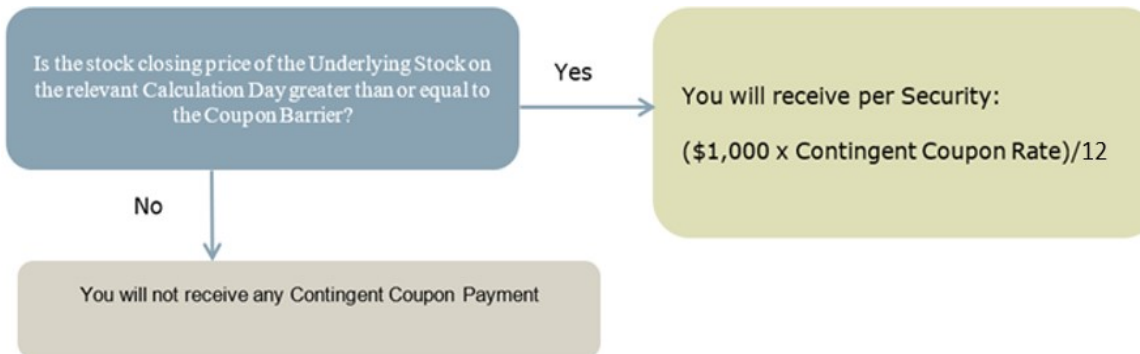 Is the stock closing price of the Underlying Stock on
the relevant Calculation Day greater than or equal to
the Coupon Barrier?
Yes
You will receive per Security:
($1,000 x Contingent Coupon Rate)/12
No
You will not receive any Contingent Coupon Payment